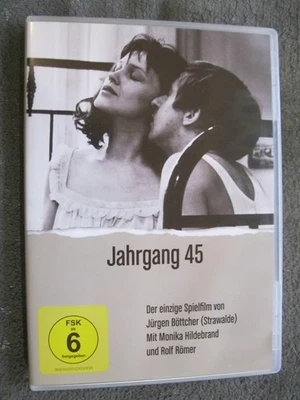 Jahrgang 45
Der einzige Spielfilm von
Jürgen Böttcher (Strawalde)
Mit Monika Hildebrand
und Rolf Römer
FSK
ab
6
freigegeben